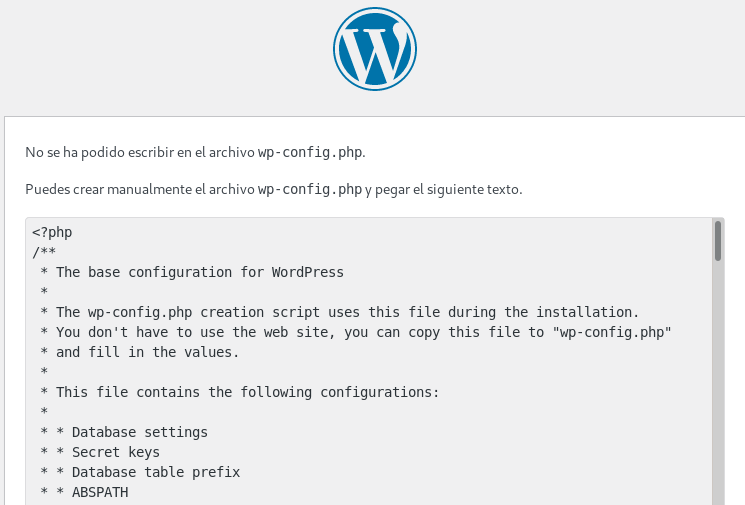 No se ha podido escribir en el archivo wp-config.php.
Puedes crear manualmente el archivo wp-config.php y pegar el siguiente texto.
<?php
/**
 * The base configuration for WordPress
 *
 * The wp-config.php creation script uses this file during the installation.
 * You don't have to use the web site, you can copy this file to "wp-config.php"
 * and fill in the values.
 *
 * This file contains the following configurations:
 *
 * * Database settings
 * * Secret keys
 * * Database table prefix
 * * ABSPATH